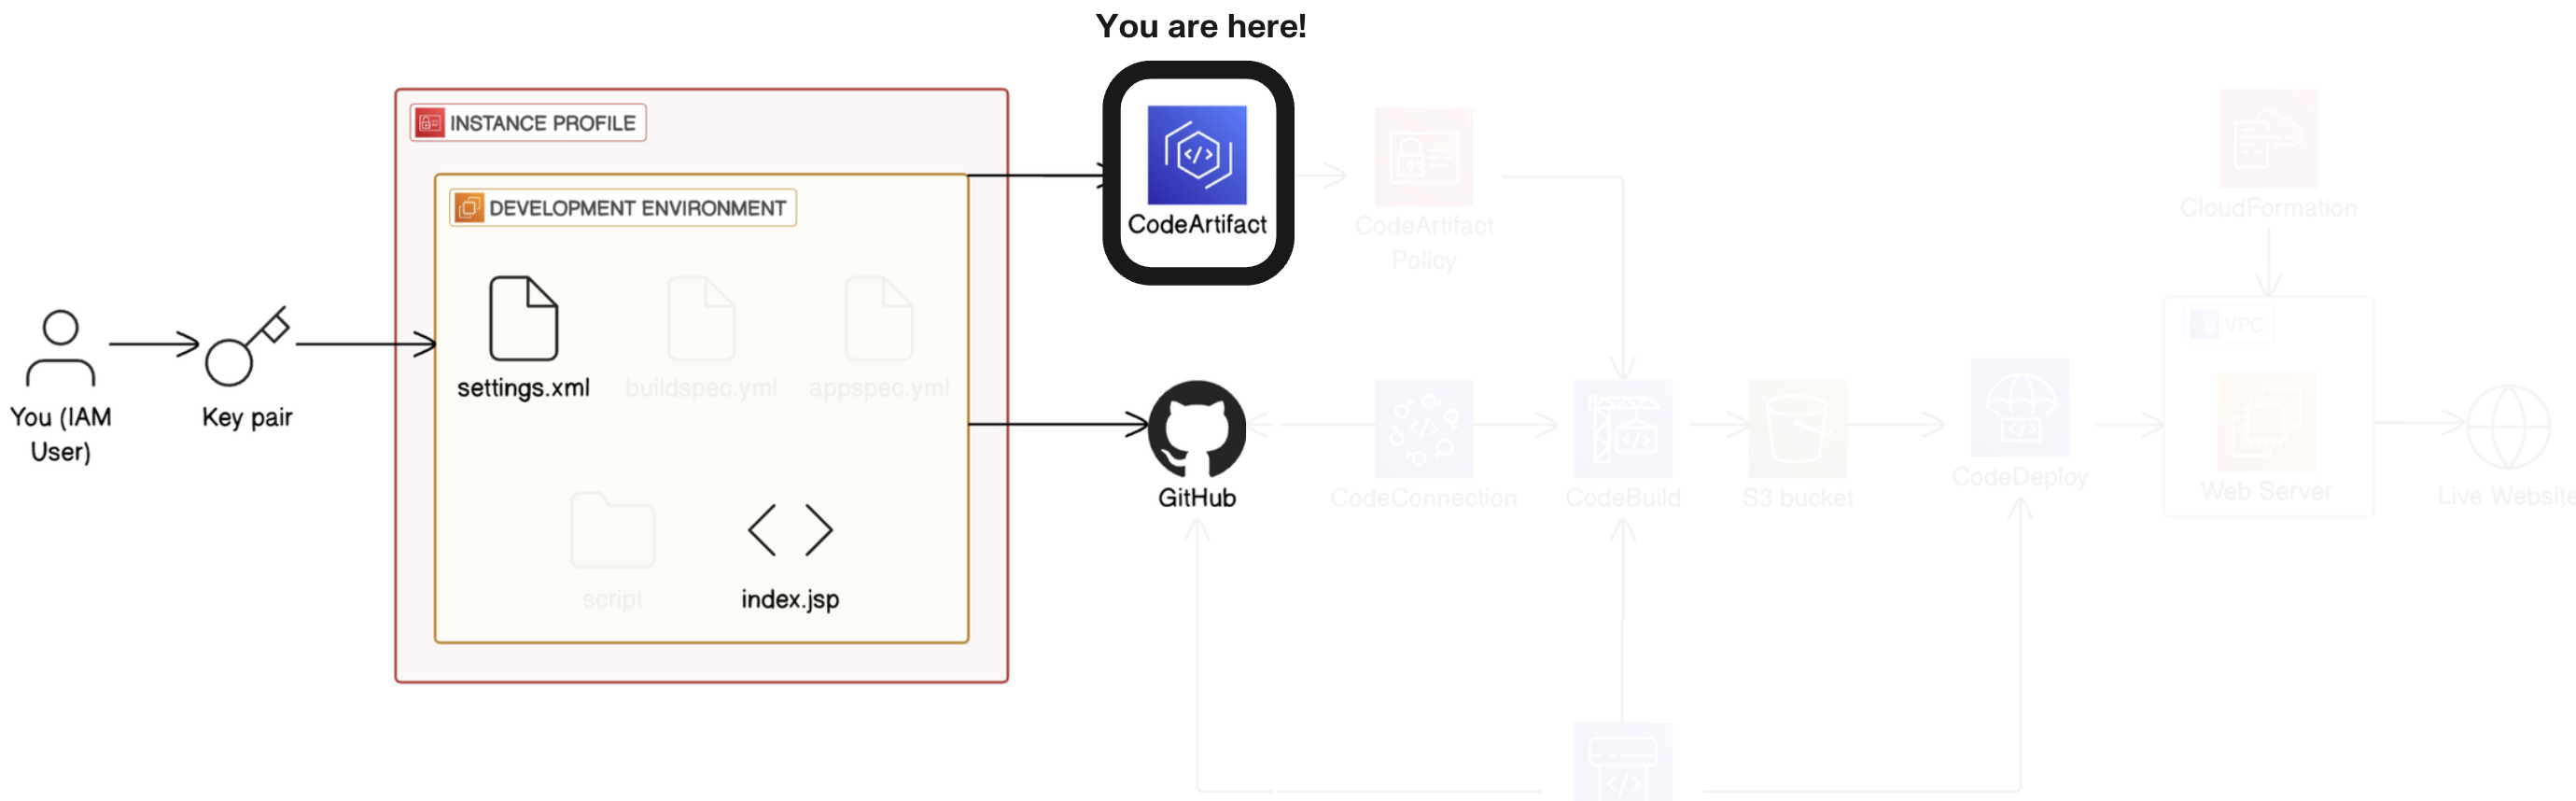 You are here!
INSTANCE PROFILE
DEVELOPMENT ENVIRONMENT
CodeArtifact
CodeArtifact
Policy
CloudFormation
VPC
settings.xml
buildspec.yml
appspec.yml
You (IAM
User)
Key pair
GitHub
CodeConnection
CodeBuild
S3 bucket
CodeDeploy
Web Server
Live Website
script
index.jsp